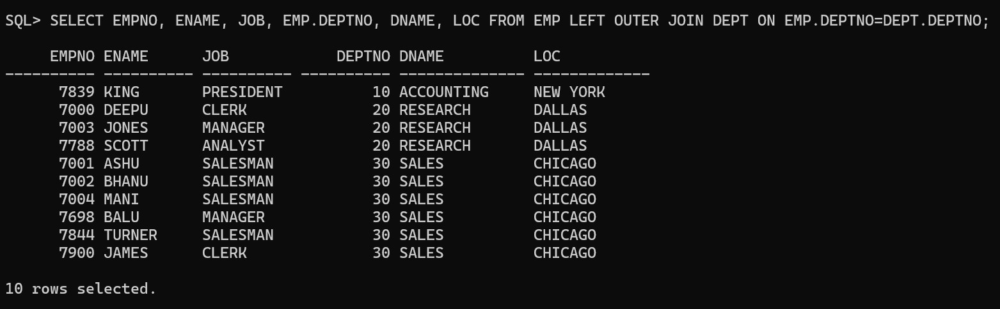 SQL> SELECT EMPNO, ENAME, JOB, EMP.DEPTNO, DNAME, LOC FROM EMP LEFT OUTER JOIN DEPT ON EMP.DEPTNO=DEPT.DEPTNO;
     EMPNO ENAME      JOB            DEPTNO DNAME          LOC
---------- ---------- ---------- ---------- -------------- -------------
      7839 KING       PRESIDENT          10 ACCOUNTING     NEW YORK
      7000 DEEPU      CLERK              20 RESEARCH       DALLAS
      7003 JONES      MANAGER            20 RESEARCH       DALLAS
      7788 SCOTT      ANALYST            20 RESEARCH       DALLAS
      7001 ASHU       SALESMAN           30 SALES          CHICAGO
      7002 BHANU      SALESMAN           30 SALES          CHICAGO
      7004 MANI       SALESMAN           30 SALES          CHICAGO
      7698 BALU       MANAGER            30 SALES          CHICAGO
      7844 TURNER     SALESMAN           30 SALES          CHICAGO
      7900 JAMES      CLERK              30 SALES          CHICAGO
10 rows selected.